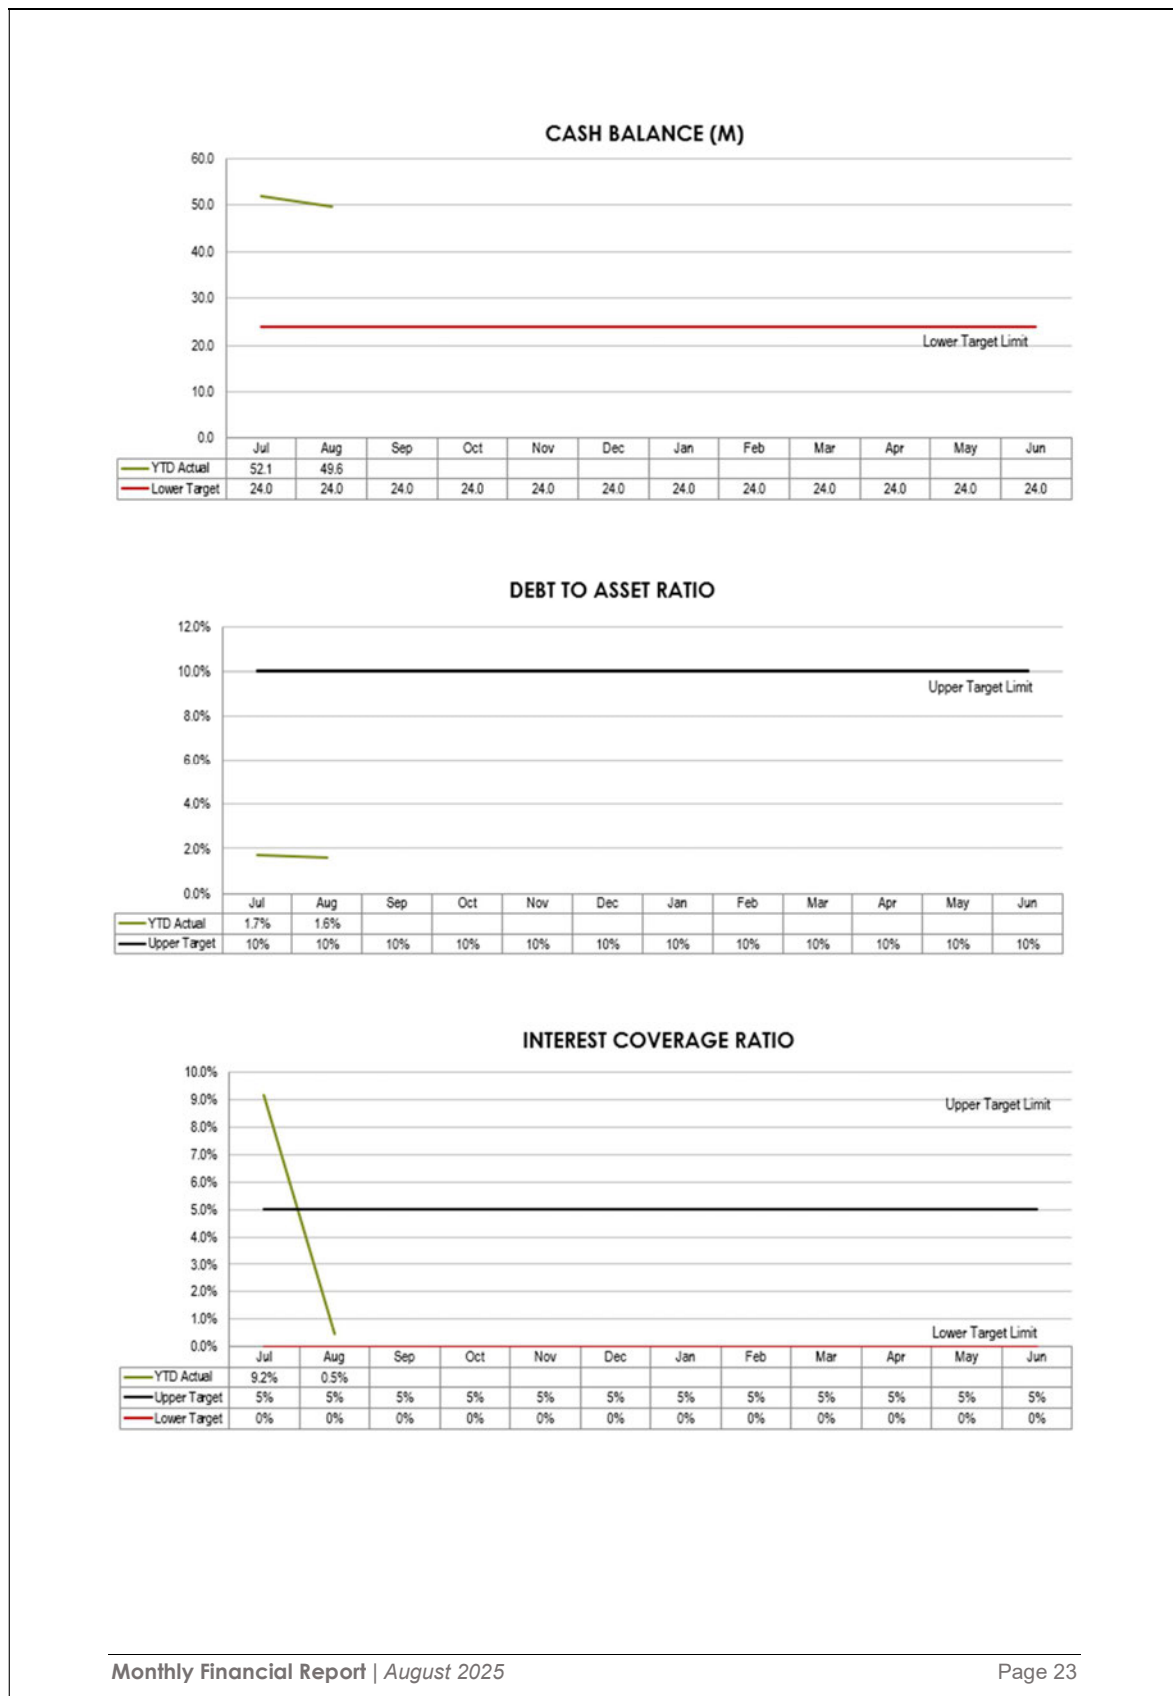 CASH BALANCE (M)
60.0
50.0
40.0
30.0
20.0
Lower Target Limit
10.0
0.0
Jul Aug Sep Oct Nov Dec Jan Feb Mar Apr May Jun
YTD Actual 52.1 49.6
Lower Target 24.0 24.0 24.0 24.0 24.0 24.0 24.0 24.0 24.0 24.0 24.0 24.0
DEBT TO ASSET RATIO
12.0%
10.0%
Upper Target Limit
8.0%
6.0%
4.0%
2.0%
0.0%
Jul Aug Sep Oct Nov Dec Jan Feb Mar Apr May Jun
YTD Actual 1.7% 1.6%
Upper Target 10% 10% 10% 10% 10% 10% 10% 10% 10% 10% 10% 10%
INTEREST COVERAGE RATIO
10.0%
9.0%
Upper Target Limit
8.0%
7.0%
6.0%
5.0%
4.0%
3.0%
2.0%
1.0%
Lower Target Limit
0.0%
Jul Aug Sep Oct Nov Dec Jan Feb Mar Apr May Jun
YTD Actual 9.2% 0.5%
Upper Target 5% 5% 5% 5% 5% 5% 5% 5% 5% 5% 5% 5%
Lower Target 0% 0% 0% 0% 0% 0% 0% 0% 0% 0% 0% 0%
Monthly Financial Report | August 2025 Page 23